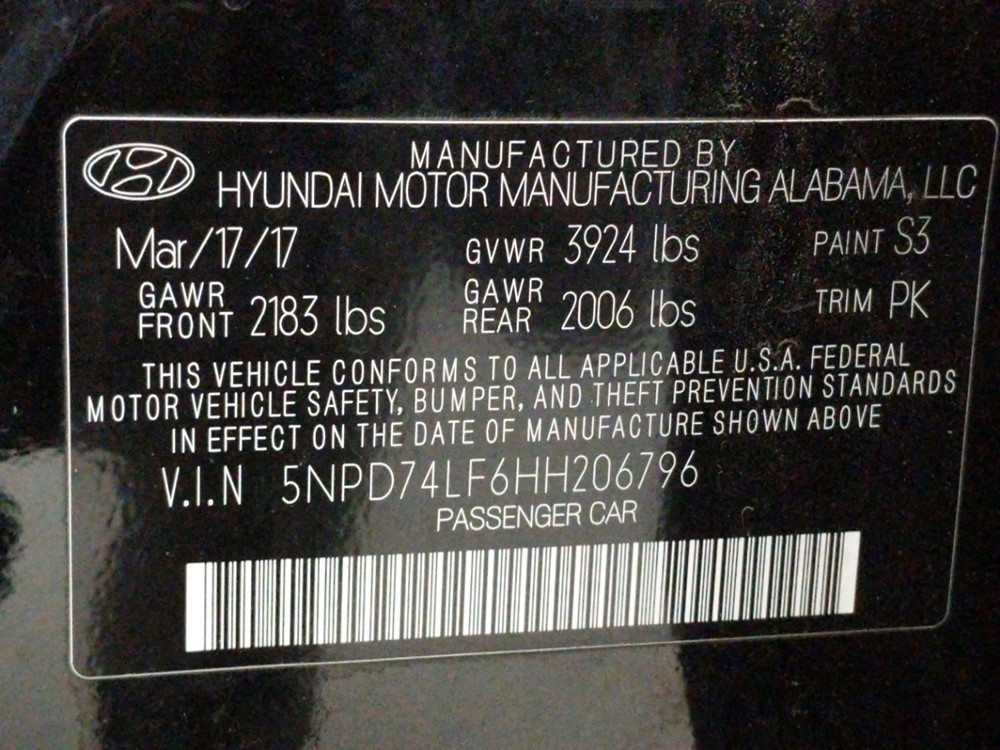 MANUFACTURED BY
HYUNDAI MOTOR MANUFACTURING ALABAMA, LLC
Mar/17/17 GVWR 3924 lbs PAINT S3
GAWR FRONT 2183 lbs GAWR REAR 2006 lbs TRIM PK
THIS VEHICLE CONFORMS TO ALL APPLICABLE U.S.A. FEDERAL
MOTOR VEHICLE SAFETY, BUMPER, AND THEFT PREVENTION STANDARDS
IN EFFECT ON THE DATE OF MANUFACTURE SHOWN ABOVE
V.I.N 5NPD74LF6HH206796
PASSENGER CAR